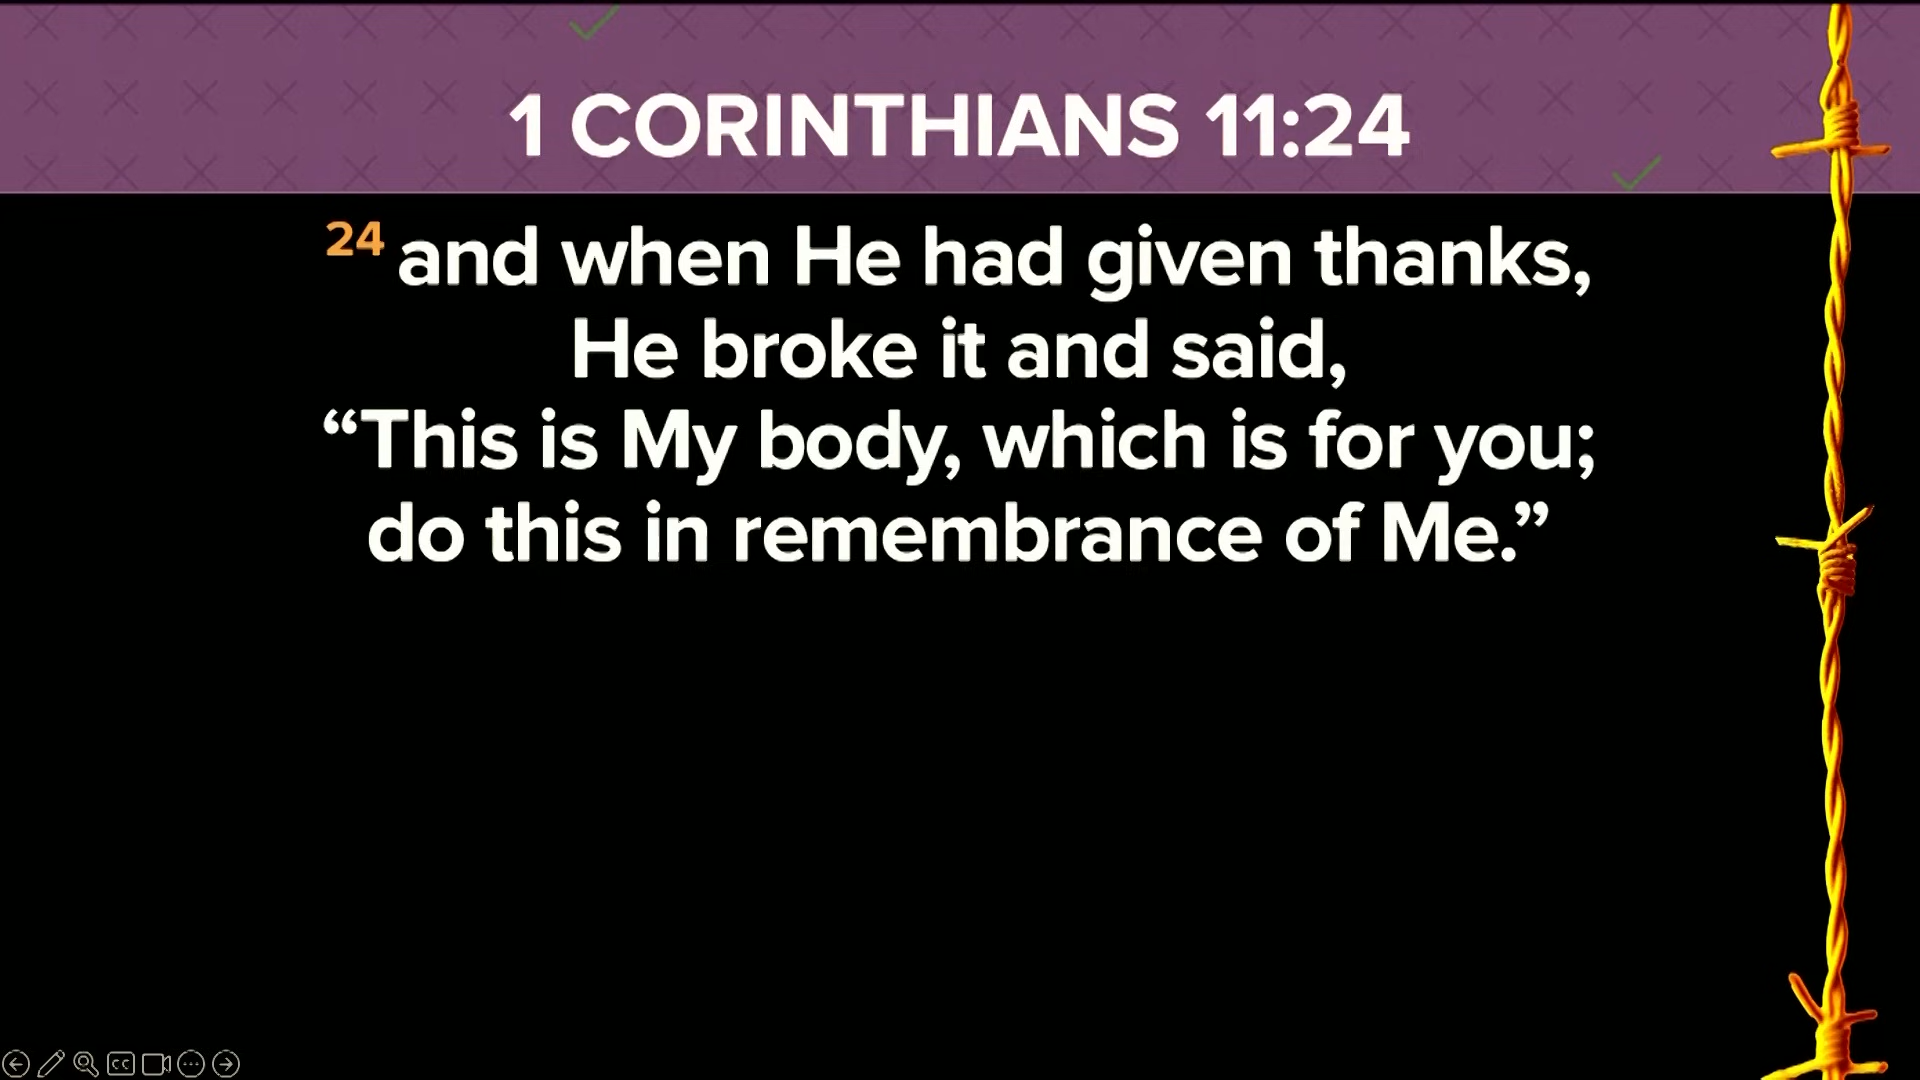 1 CORINTHIANS 11:24
24 and when He had given thanks,
He broke it and said,
“This is My body, which is for you;
do this in remembrance of Me.”
CC